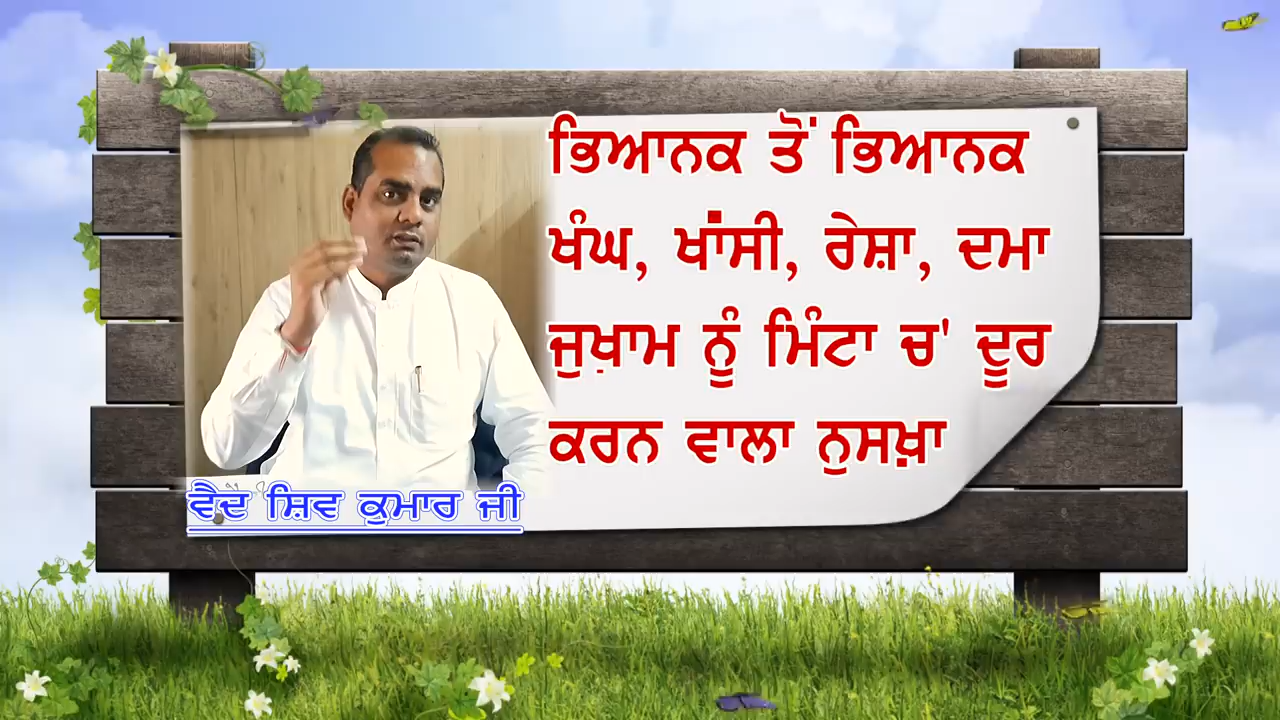 ਭਿਆਨਕ ਤੋਂ ਭਿਆਨਕ
ਖੰਘ, ਖਾਂਸੀ, ਰੇਸ਼ਾ, ਦਮਾ
ਜੁਖ਼ਾਮ ਨੂੰ ਮਿੰਟਾ ਚ' ਦੂਰ
ਕਰਨ ਵਾਲਾ ਨੁਸਖ਼ਾ
ਵੈਦ ਸ਼ਿਵ ਕੁਮਾਰ ਜੀ